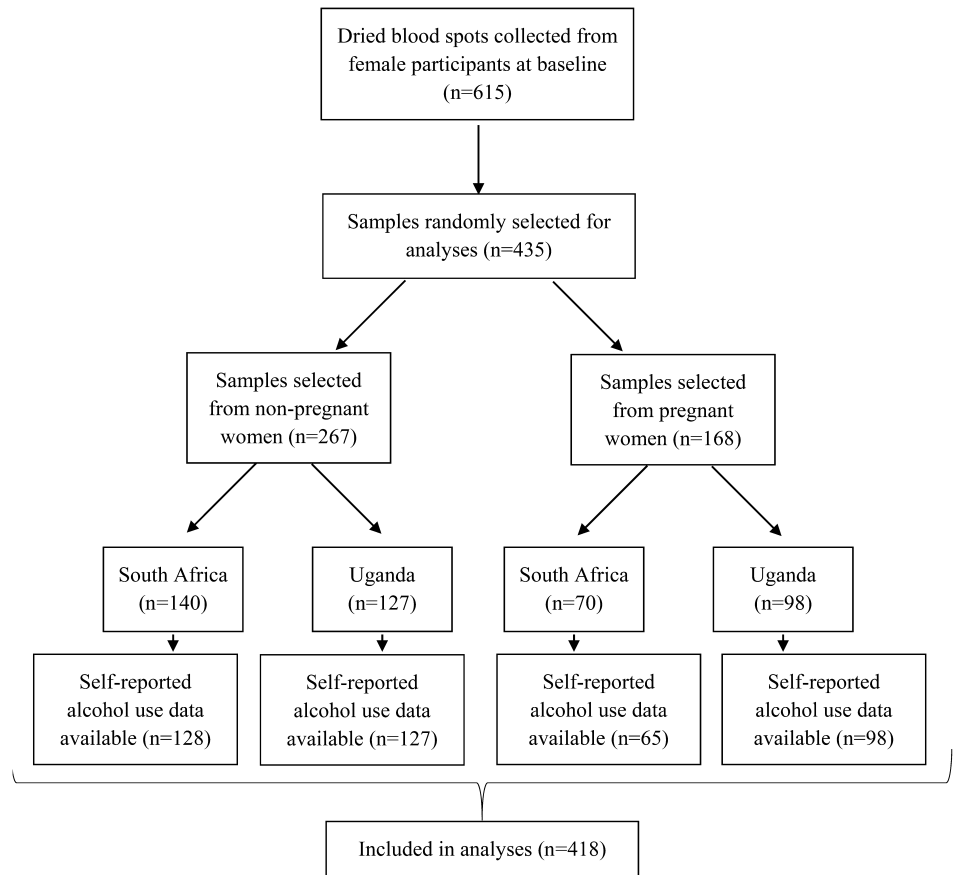 Dried blood spots collected from
female participants at baseline
(n=615)
Samples randomly selected for
analyses (n=435)
Samples selected
from non-pregnant
women (n=267)
Samples selected
from pregnant
women (n=168)
South Africa
(n=140)
Uganda
(n=127)
South Africa
(n=70)
Uganda
(n=98)
Self-reported
alcohol use data
available (n=128)
Self-reported
alcohol use data
available (n=127)
Self-reported
alcohol use data
available (n=65)
Self-reported
alcohol use data
available (n=98)
Included in analyses (n=418)